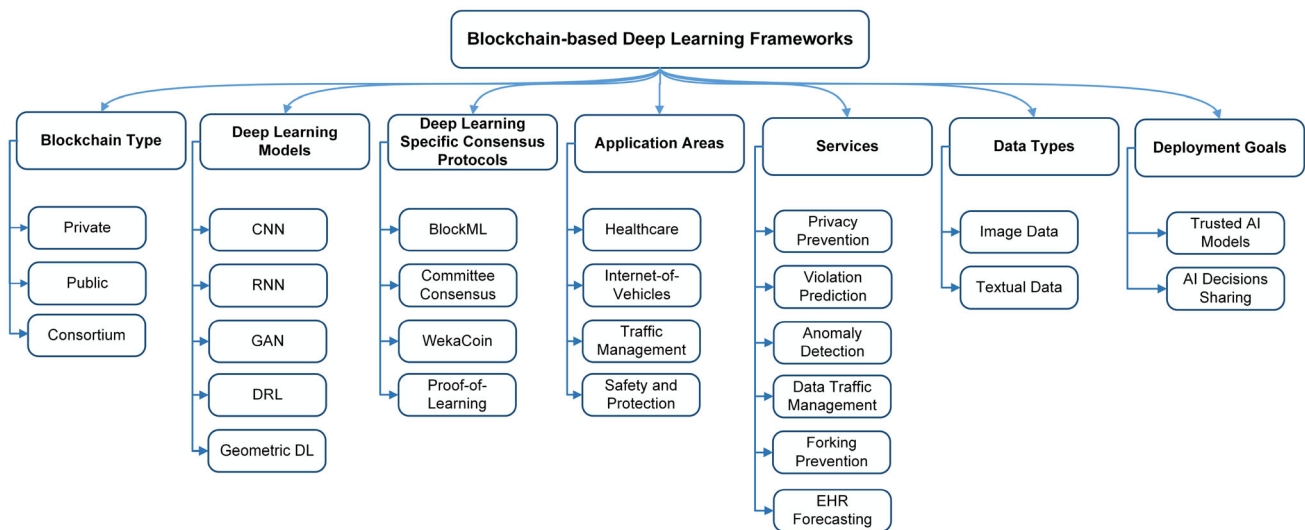 Blockchain-based Deep Learning Frameworks
Blockchain Type
Private
Public
Consortium
Deep Learning
Models
CNN
RNN
GAN
DRL
Geometric DL
Deep Learning
Specific Consensus
Protocols
BlockML
Committee
Consensus
WekaCoin
Proof-of-
Learning
Application Areas
Healthcare
Internet-of-
Vehicles
Traffic
Management
Safety and
Protection
Services
Privacy
Prevention
Violation
Prediction
Anomaly
Detection
Data Traffic
Management
Forking
Prevention
EHR
Forecasting
Data Types
Image Data
Textual Data
Deployment Goals
Trusted AI
Models
AI Decisions
Sharing